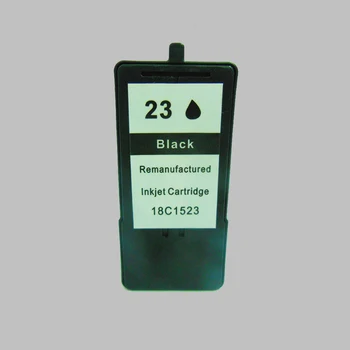 23
Black
Remanufactured
Inkjet Cartridge
18C1523